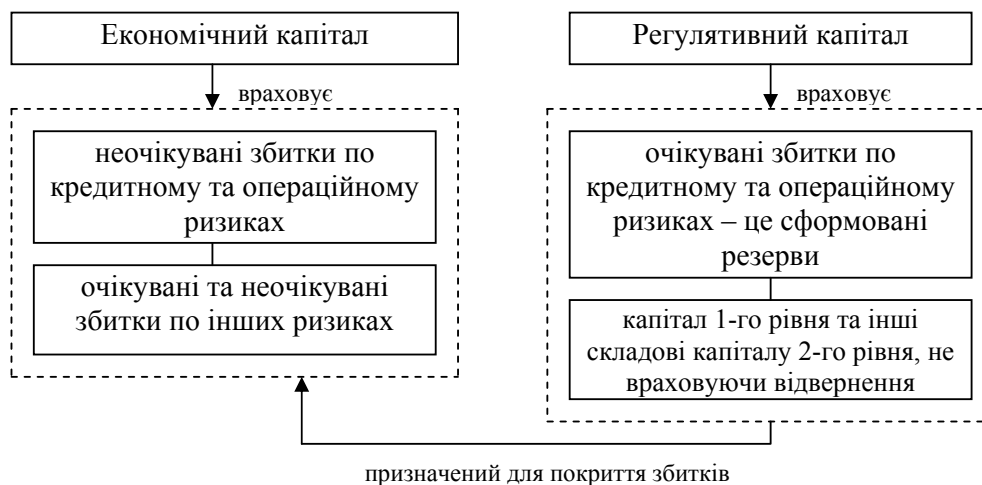 Економічний капітал
враховує
неочікувані збитки по
кредитному та операційному
ризиках
очікувані та неочікувані
збитки по інших ризиках
Регулятивний капітал
враховує
очікувані збитки по
кредитному та операційному
ризиках – це сформовані
резерви
капітал 1-го рівня та інші
складові капіталу 2-го рівня, не
враховуючи відвернення
призначений для покриття збитків